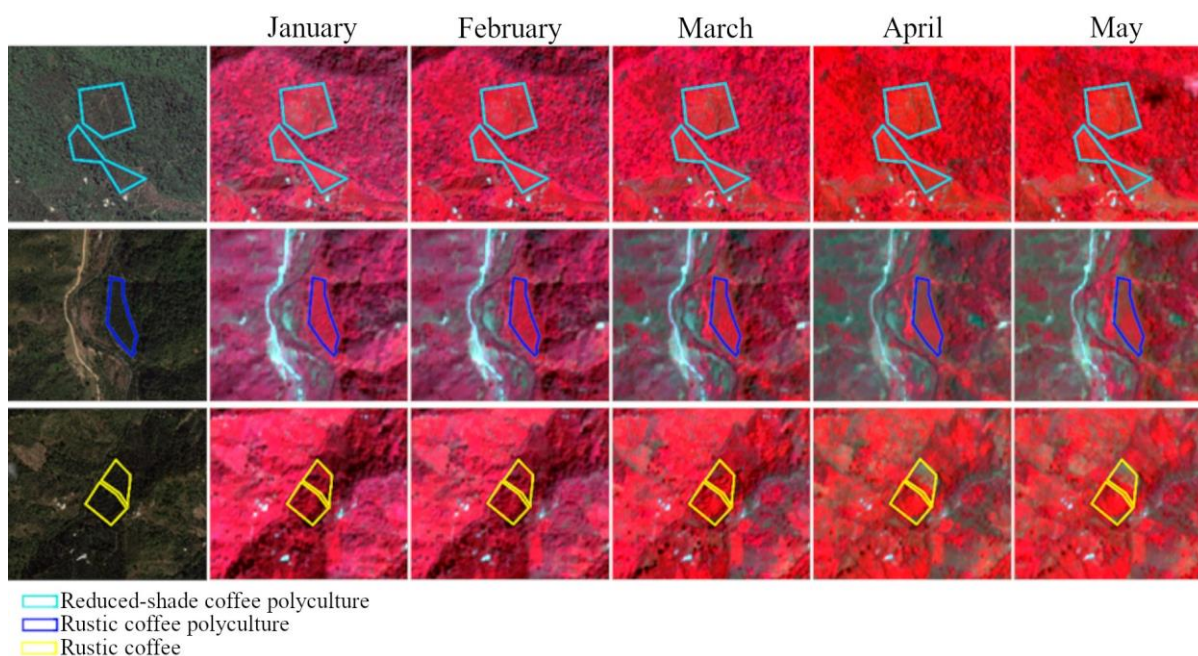 January February March April May
Reduced-shade coffee polyculture
Rustic coffee polyculture
Rustic coffee